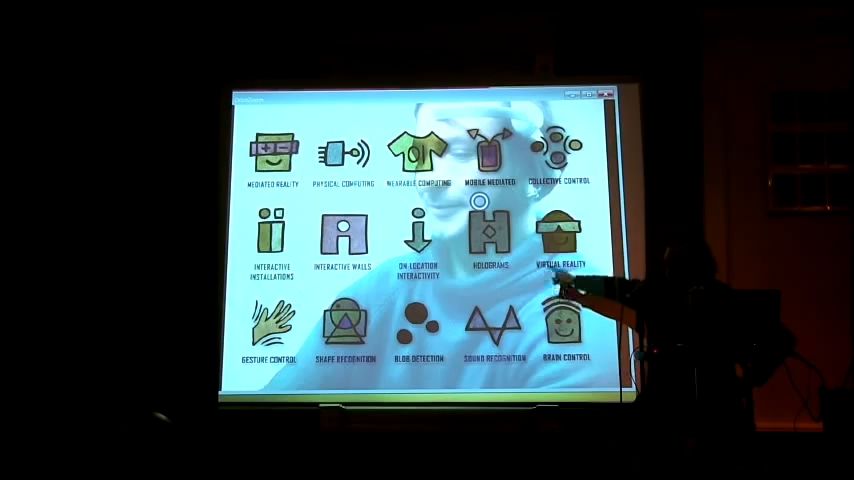 MEDIATED REALITY
PHYSICAL COMPUTING
WEARABLE COMPUTING
MOBILE MEDIATED
COLLECTIVE CONTROL
INTERACTIVE
INSTALLATIONS
INTERACTIVE WALLS
ON-LOCATION
INTERACTIVITY
HOLOGRAMS
VIRTUAL REALITY
GESTURE CONTROL
SHAPE RECOGNITION
BLOB DETECTION
SOUND RECOGNITION
BRAIN CONTROL